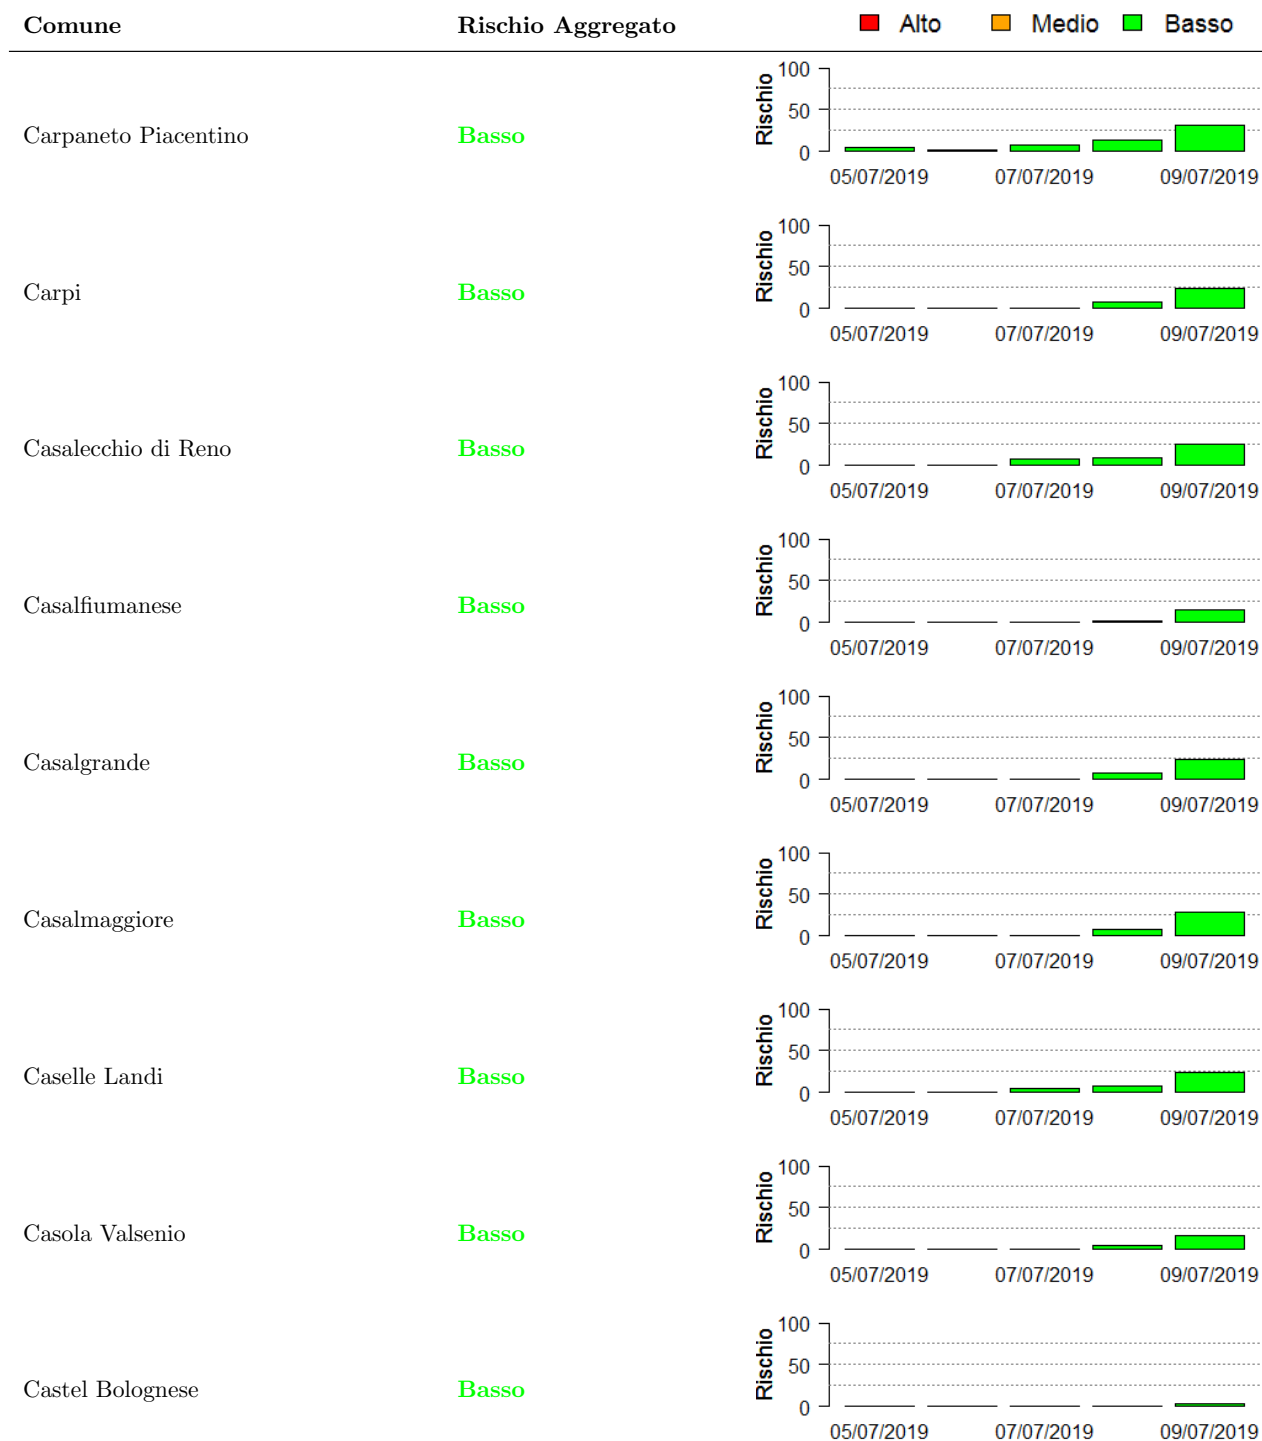 Comune Rischio Aggregato Alto Medio Basso
Carpaneto Piacentino Basso Rischio 100 50 0
05/07/2019 07/07/2019 09/07/2019
Carpi Basso Rischio 100 50 0
05/07/2019 07/07/2019 09/07/2019
Casalecchio di Reno Basso Rischio 100 50 0
05/07/2019 07/07/2019 09/07/2019
Casalfiumanese Basso Rischio 100 50 0
05/07/2019 07/07/2019 09/07/2019
Casalgrande Basso Rischio 100 50 0
05/07/2019 07/07/2019 09/07/2019
Casalmaggiore Basso Rischio 100 50 0
05/07/2019 07/07/2019 09/07/2019
Caselle Landi Basso Rischio 100 50 0
05/07/2019 07/07/2019 09/07/2019
Casola Valsenio Basso Rischio 100 50 0
05/07/2019 07/07/2019 09/07/2019
Castel Bolognese Basso Rischio 100 50 0
05/07/2019 07/07/2019 09/07/2019